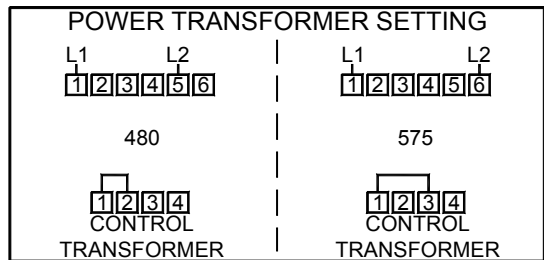 POWER TRANSFORMER SETTING
L1 L2
1 2 3 4 5 6
480
1 2 3 4
CONTROL
TRANSFORMER
L1 L2
1 2 3 4 5 6
575
1 2 3 4
CONTROL
TRANSFORMER